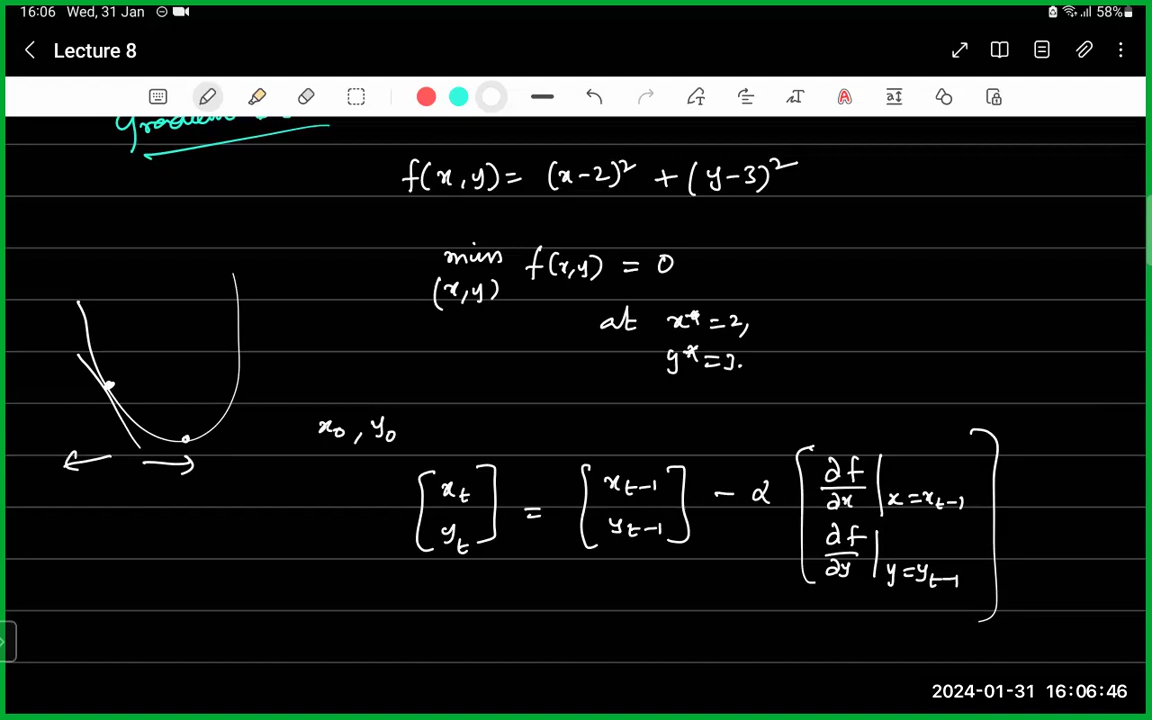 16:06 Wed, 31 Jan
58%
Lecture 8
f(x,y) = (x-2)² + (y-3)²
min f(x,y) = 0
(x,y)
at x* = 2,
y* = 3.
x₀, y₀
[x_t y_t] = [x_{t-1} y_{t-1}] - α [∂f/∂x |_{x=x_{t-1}} ∂f/∂y |_{y=y_{t-1}}]
2024-01-31 16:06:46